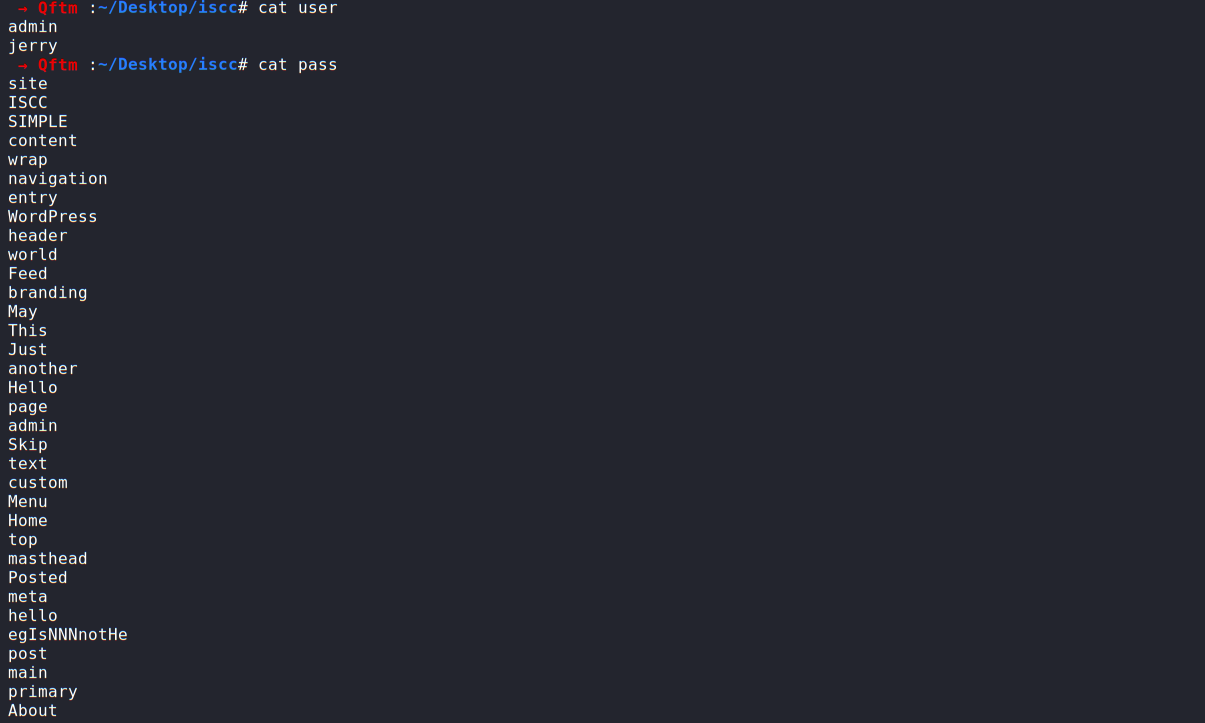 → Qftm :~/Desktop/iscc# cat user
admin
jerry
→ Qftm :~/Desktop/iscc# cat pass
site
ISCC
SIMPLE
content
wrap
navigation
entry
WordPress
header
world
Feed
branding
May
This
Just
another
Hello
page
admin
Skip
text
custom
Menu
Home
top
masthead
Posted
meta
hello
egIsNNNnotHe
post
main
primary
About